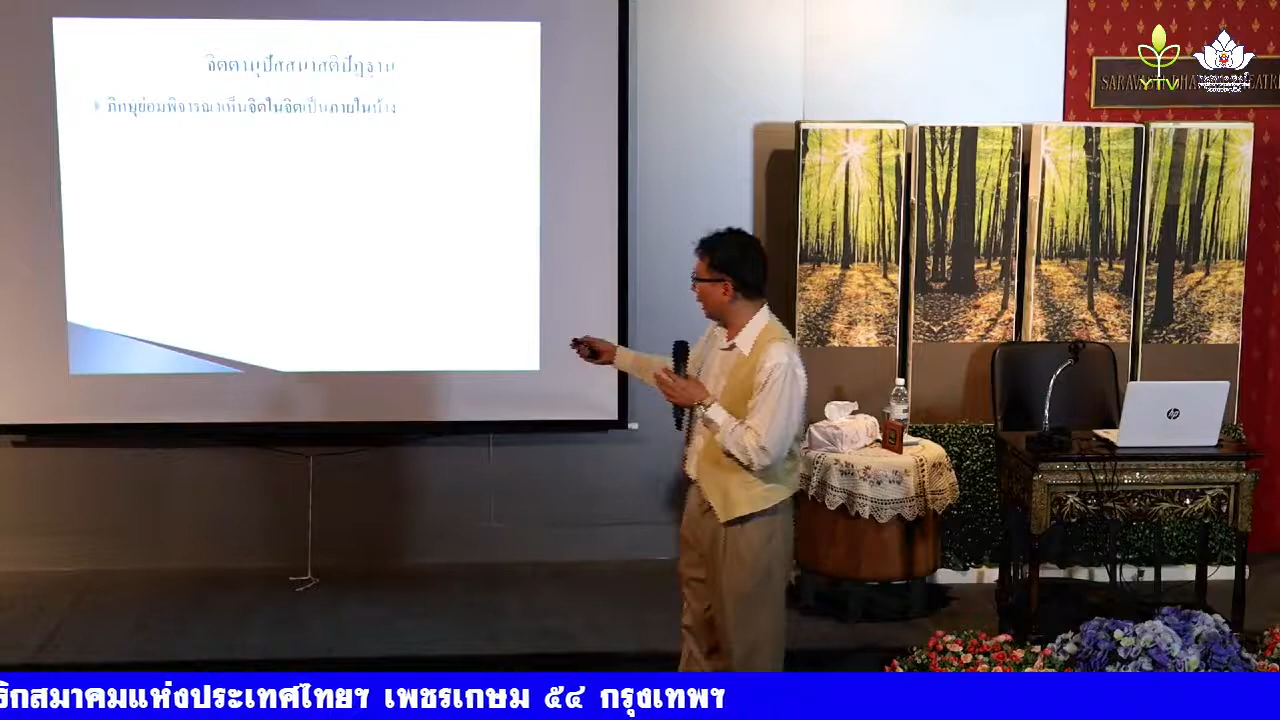 จิตตานุปัสสนาสติปัฏฐาน
ภิกษุย่อมพิจารณาเห็นจิตในจิตเป็นภายในบ้าง
YTV
hp
ธิกสมาคมแห่งประเทศไทยฯ เพชรเกษม ๕๔ กรุงเทพฯ